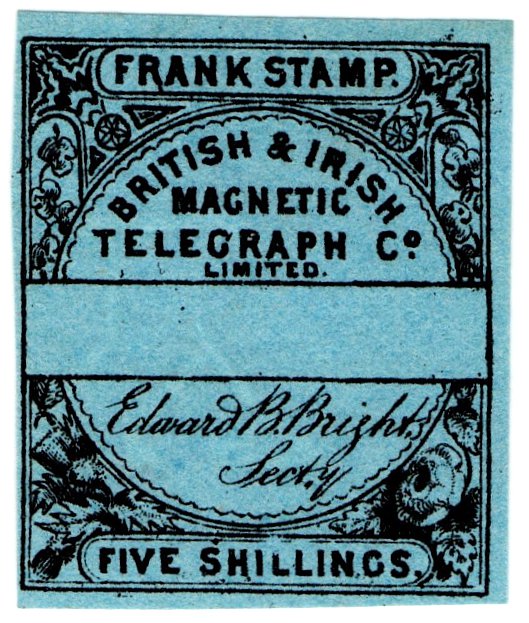 FRANK STAMP.
BRITISH & IRISH
MAGNETIC
TELEGRAPH Cº.
LIMITED.
Edward B. Bright,
Secty
FIVE SHILLINGS.